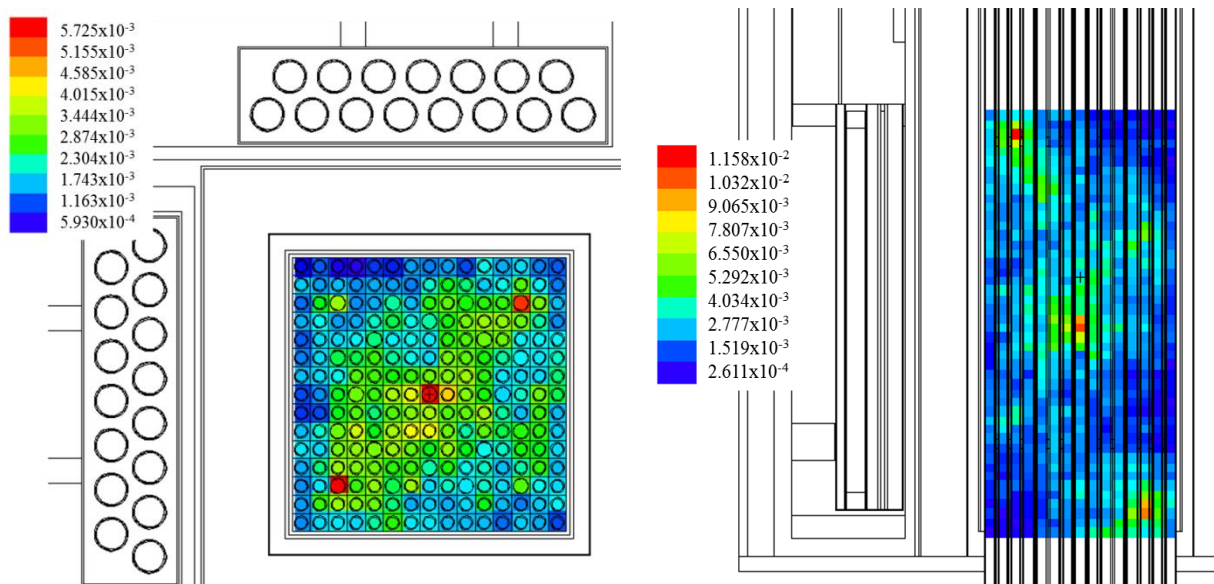 5.725x10⁻³
5.155x10⁻³
4.585x10⁻³
4.015x10⁻³
3.444x10⁻³
2.874x10⁻³
2.304x10⁻³
1.743x10⁻³
1.163x10⁻³
5.930x10⁻⁴
1.158x10⁻²
1.032x10⁻²
9.065x10⁻³
7.807x10⁻³
6.550x10⁻³
5.292x10⁻³
4.034x10⁻³
2.777x10⁻³
1.519x10⁻³
2.611x10⁻⁴